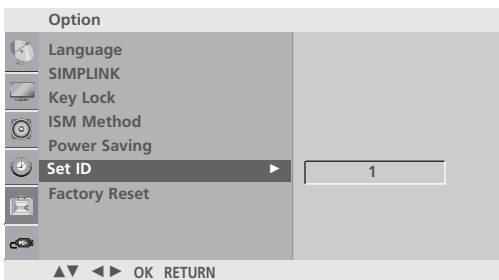 Option
Language
SIMPLINK
Key Lock
ISM Method
Power Saving
Set ID ► 1
Factory Reset
▲▼ ◄► OK RETURN